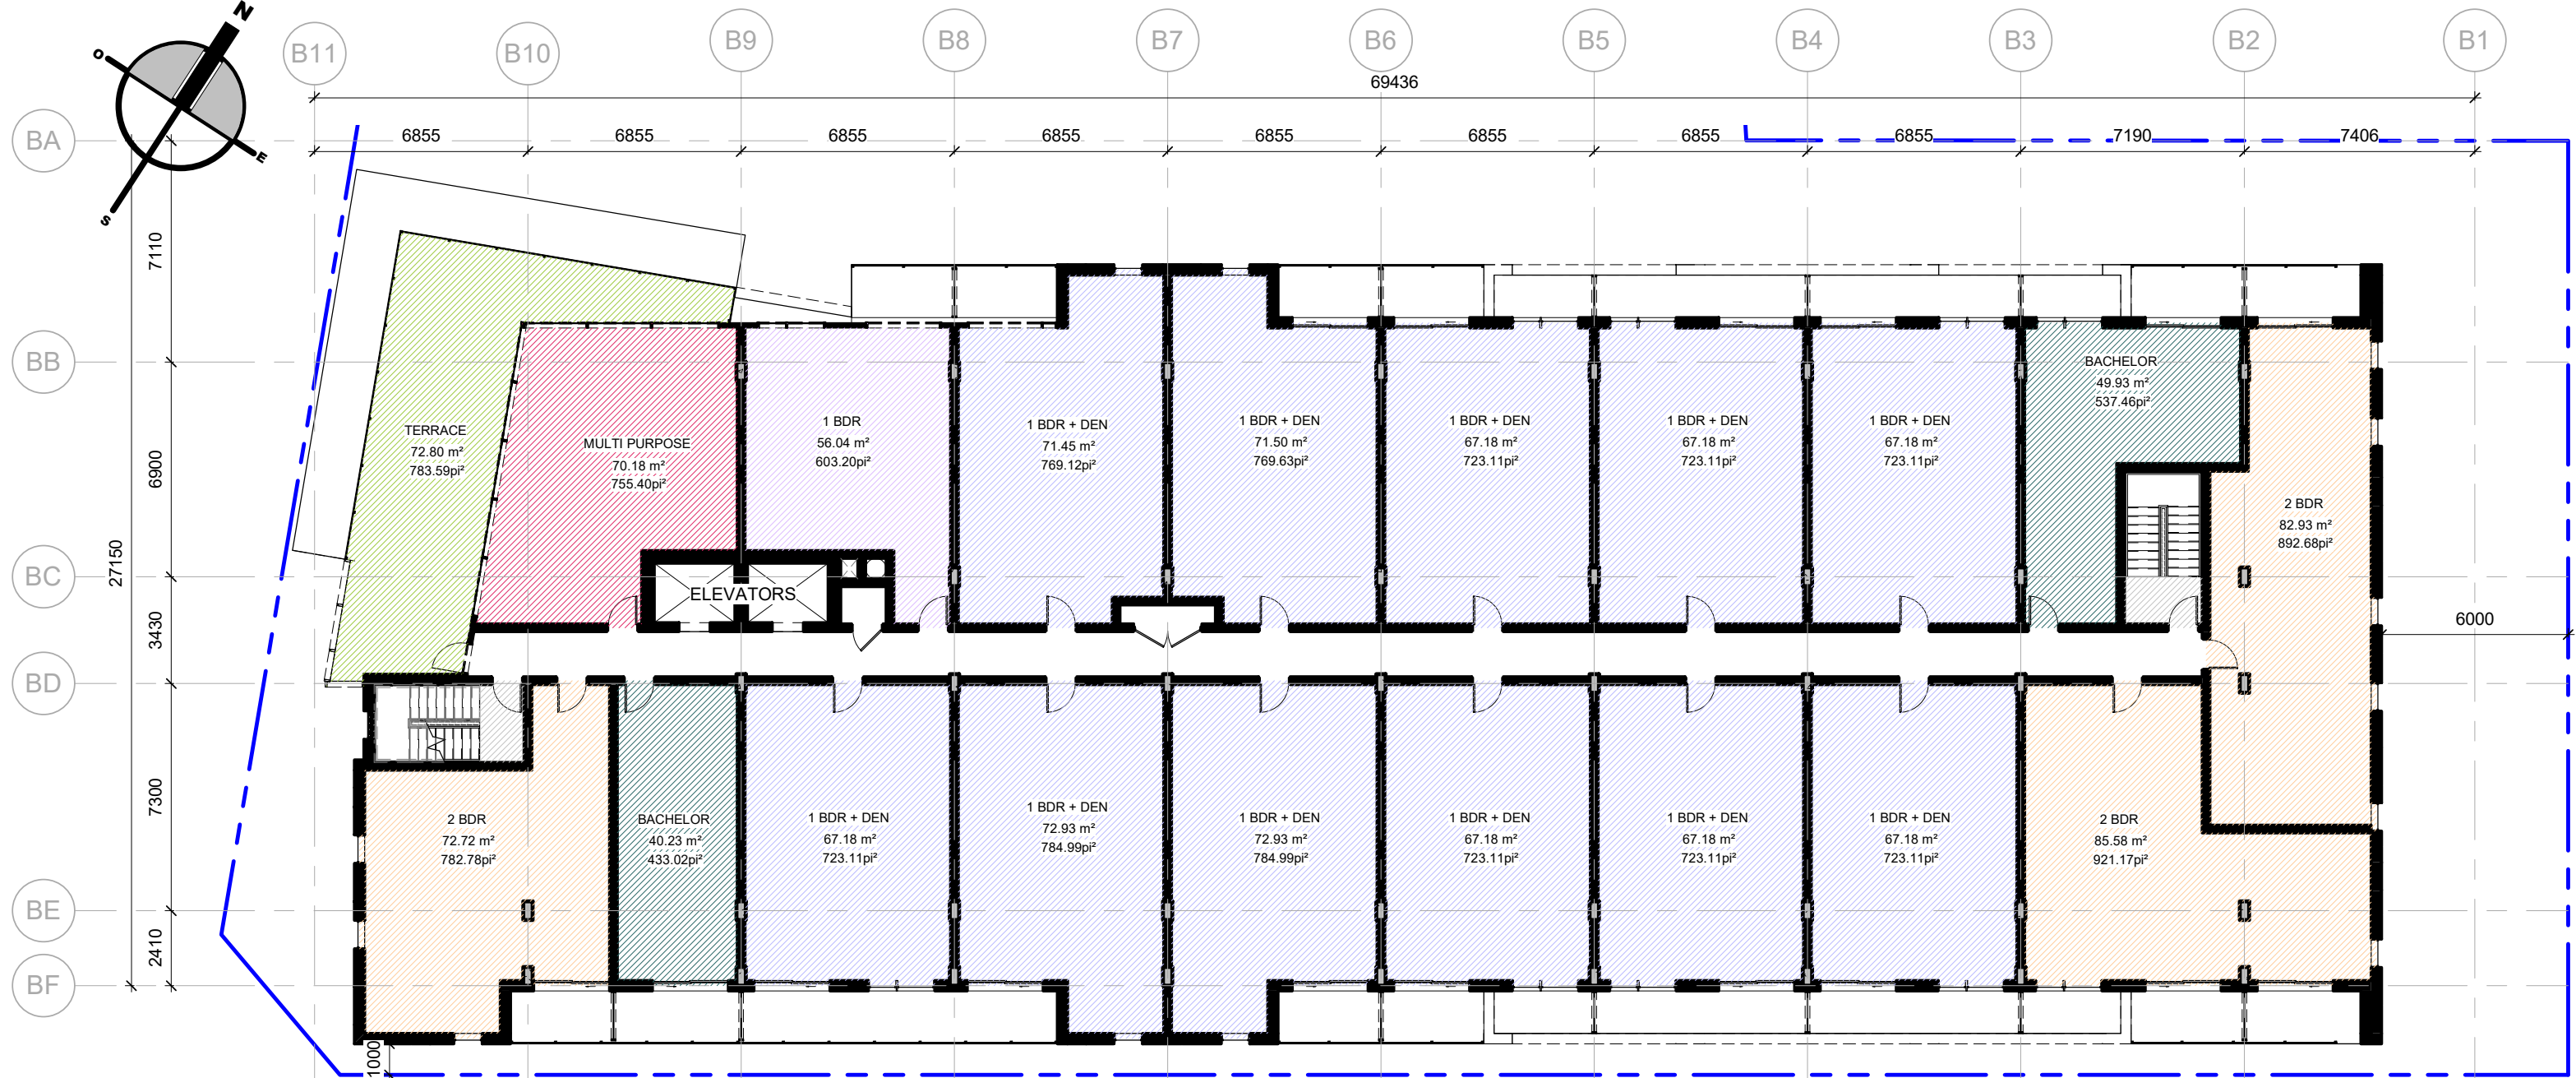 N
O
E
S
B11
B10
B9
B8
B7
B6
B5
B4
B3
B2
B1
69436
BA
6855
6855
6855
6855
6855
6855
6855
6855
7190
7406
7110
BB
6900
27150
BC
3430
BD
7300
BE
2410
BF
1000
6000
TERRACE
72.80 m²
783.59pi²
MULTI PURPOSE
70.18 m²
755.40pi²
1 BDR
56.04 m²
603.20pi²
1 BDR + DEN
71.45 m²
769.12pi²
1 BDR + DEN
71.50 m²
769.63pi²
1 BDR + DEN
67.18 m²
723.11pi²
1 BDR + DEN
67.18 m²
723.11pi²
1 BDR + DEN
67.18 m²
723.11pi²
BACHELOR
49.93 m²
537.46pi²
2 BDR
82.93 m²
892.68pi²
ELEVATORS
2 BDR
72.72 m²
782.78pi²
BACHELOR
40.23 m²
433.02pi²
1 BDR + DEN
67.18 m²
723.11pi²
1 BDR + DEN
72.93 m²
784.99pi²
1 BDR + DEN
72.93 m²
784.99pi²
1 BDR + DEN
67.18 m²
723.11pi²
1 BDR + DEN
67.18 m²
723.11pi²
1 BDR + DEN
67.18 m²
723.11pi²
2 BDR
85.58 m²
921.17pi²